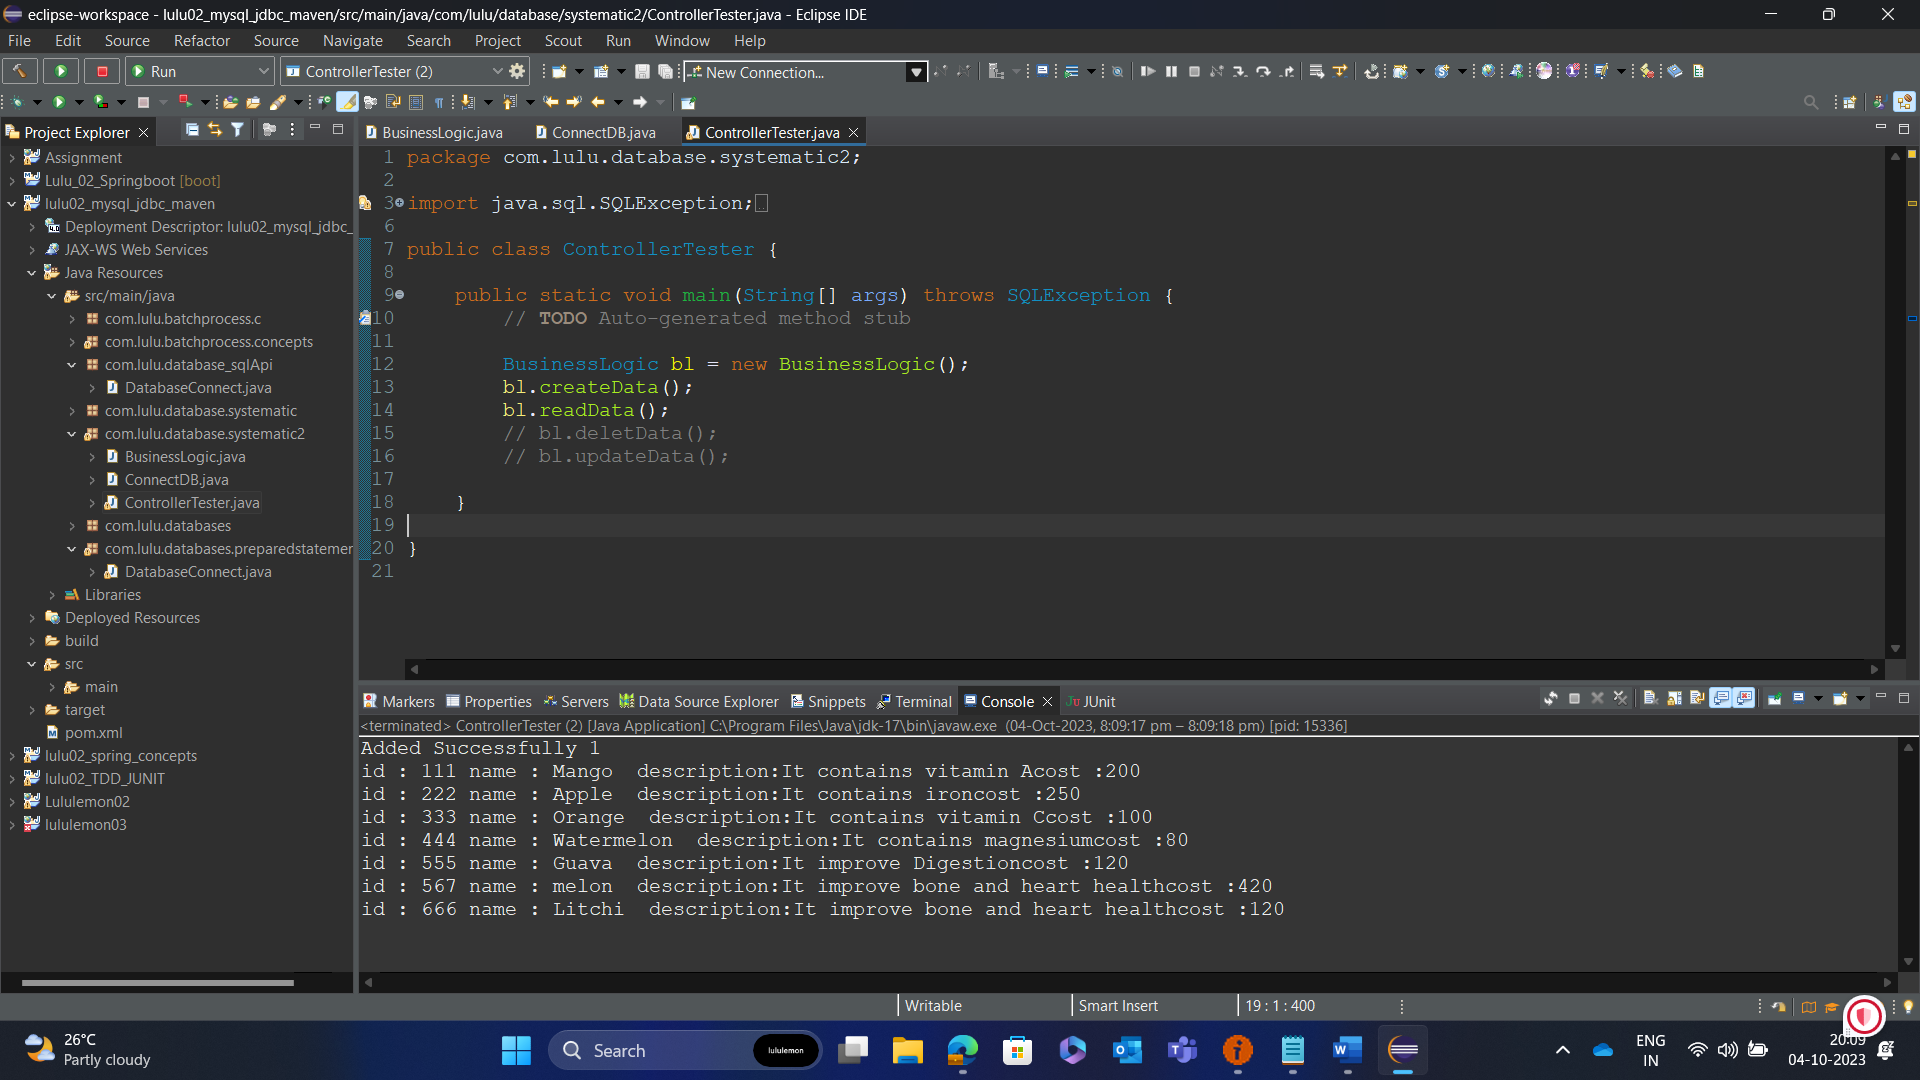 eclipse-workspace - lulu02_mysql_jdbc_maven/src/main/java/com/lulu/database/systematic2/ControllerTester.java - Eclipse IDE
File Edit Source Refactor Source Navigate Search Project Scout Run Window Help
Run ControllerTester (2) New Connection...
Project Explorer
Assignment
Lulu_02_Springboot [boot]
lulu02_mysql_jdbc_maven
Deployment Descriptor: lulu02_mysql_jdbc_
JAX-WS Web Services
Java Resources
src/main/java
com.lulu.batchprocess.c
com.lulu.batchprocess.concepts
com.lulu.database_sqlApi
DatabaseConnect.java
com.lulu.database.systematic
com.lulu.database.systematic2
BusinessLogic.java
ConnectDB.java
ControllerTester.java
com.lulu.databases
com.lulu.databases.preparedstatemer
DatabaseConnect.java
Libraries
Deployed Resources
build
src
main
target
pom.xml
lulu02_spring_concepts
lulu02_TDD_JUNIT
Lululemon02
lululemon03
BusinessLogic.java ConnectDB.java ControllerTester.java
1 package com.lulu.database.systematic2;
2
3 import java.sql.SQLException;
6
7 public class ControllerTester {
8
9 public static void main(String[] args) throws SQLException {
10 // TODO Auto-generated method stub
11
12 BusinessLogic bl = new BusinessLogic();
13 bl.createData();
14 bl.readData();
15 // bl.deletData();
16 // bl.updateData();
17
18 }
19
20 }
21
Markers Properties Servers Data Source Explorer Snippets Terminal Console JUnit
<terminated> ControllerTester (2) [Java Application] C:\Program Files\Java\jdk-17\bin\javaw.exe (04-Oct-2023, 8:09:17 pm – 8:09:18 pm) [pid: 15336]
Added Successfully 1
id : 111 name : Mango description:It contains vitamin Acost :200
id : 222 name : Apple description:It contains ironcost :250
id : 333 name : Orange description:It contains vitamin Ccost :100
id : 444 name : Watermelon description:It contains magnesiumcost :80
id : 555 name : Guava description:It improve Digestioncost :120
id : 567 name : melon description:It improve bone and heart healthcost :420
id : 666 name : Litchi description:It improve bone and heart healthcost :120
Writable Smart Insert 19 : 1 : 400
26°C
Partly cloudy
Search
lululemon
ENG
IN
20:09
04-10-2023